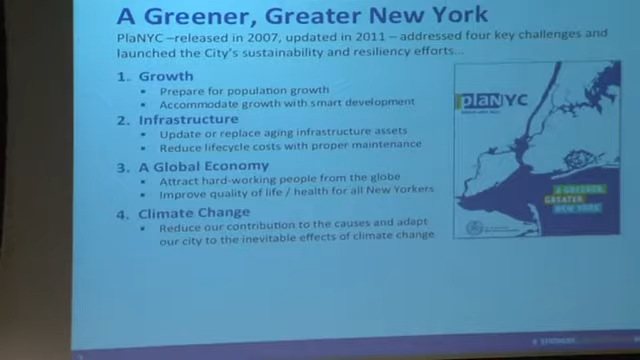 A Greener, Greater New York
PlaNYC –released in 2007, updated in 2011 – addressed four key challenges and
launched the City's sustainability and resiliency efforts...
1. Growth
▪ Prepare for population growth
▪ Accommodate growth with smart development
2. Infrastructure
▪ Update or replace aging infrastructure assets
▪ Reduce lifecycle costs with proper maintenance
3. A Global Economy
▪ Attract hard-working people from the globe
▪ Improve quality of life / health for all New Yorkers
4. Climate Change
▪ Reduce our contribution to the causes and adapt
our city to the inevitable effects of climate change
plaNYC
A GREENER,
GREATER
NEW YORK